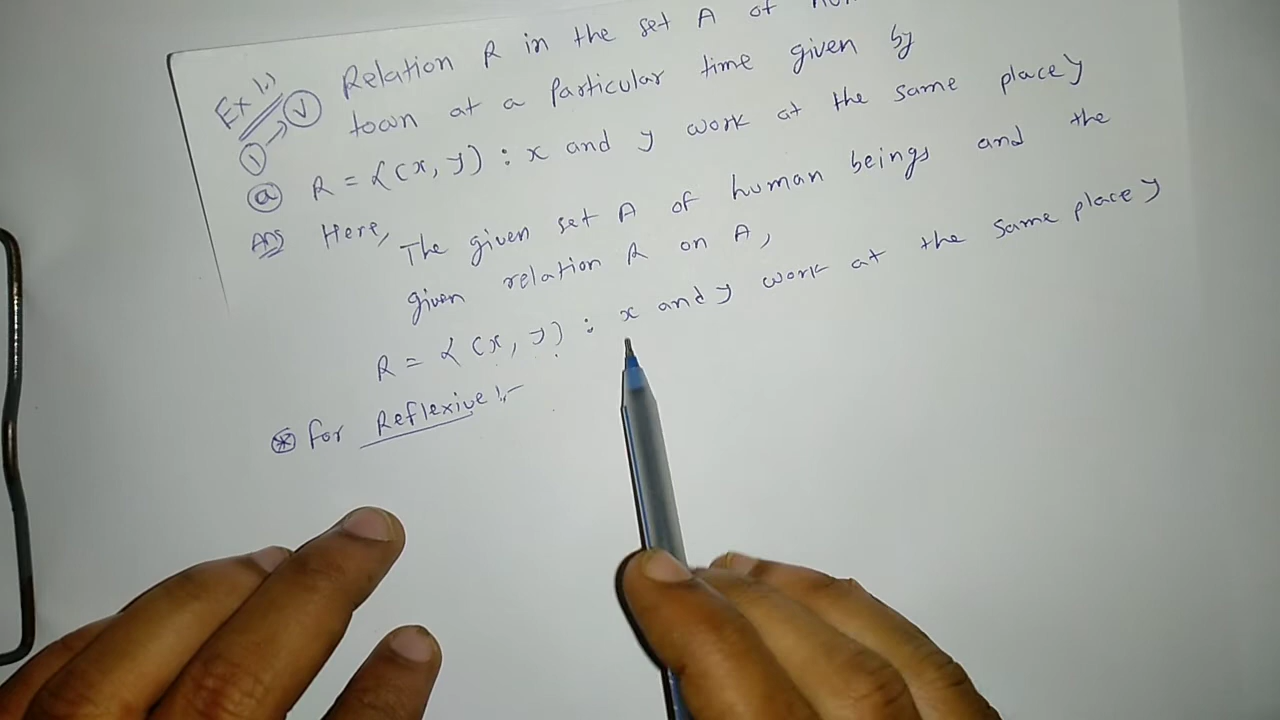 Ex 1.1
① → ⓥ Relation R in the set A of
town at a particular time given by
ⓐ R = {(x, y) : x and y work at the same place}
Ans Here, The given set A of human beings and the
given relation R on A,
R = {(x, y) : x and y work at the same place}
⊛ For Reflexive :-